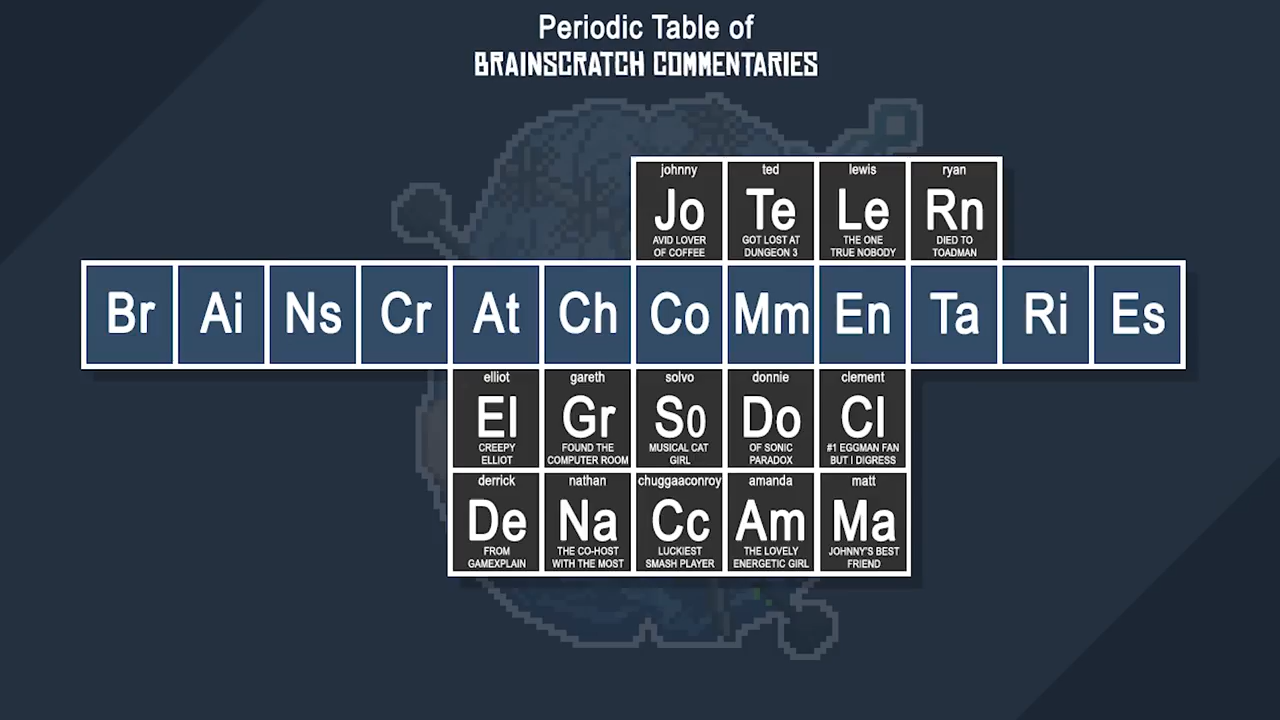 Periodic Table of
BRAINSCRATCH COMMENTARIES
johnny ted lewis ryan
Jo Te Le Rn
AVID LOVER GOT LOST AT THE ONE DIED TO
OF COFFEE DUNGEON 3 TRUE NOBODY TOADMAN
Br Ai Ns Cr At Ch Co Mm En Ta Ri Es
elliot gareth solvo donnie clement
El Gr So Do Cl
CREEPY FOUND THE MUSICAL CAT OF SONIC #1 EGGMAN FAN
ELLIOT COMPUTER ROOM GIRL PARADOX BUT I DIGRESS
derrick nathan chuggaaconroy amanda matt
De Na Cc Am Ma
FROM THE CO-HOST LUCKIEST THE LOVELY JOHNNY'S BEST
GAMEXPLAIN WITH THE MOST SMASH PLAYER ENERGETIC GIRL FRIEND